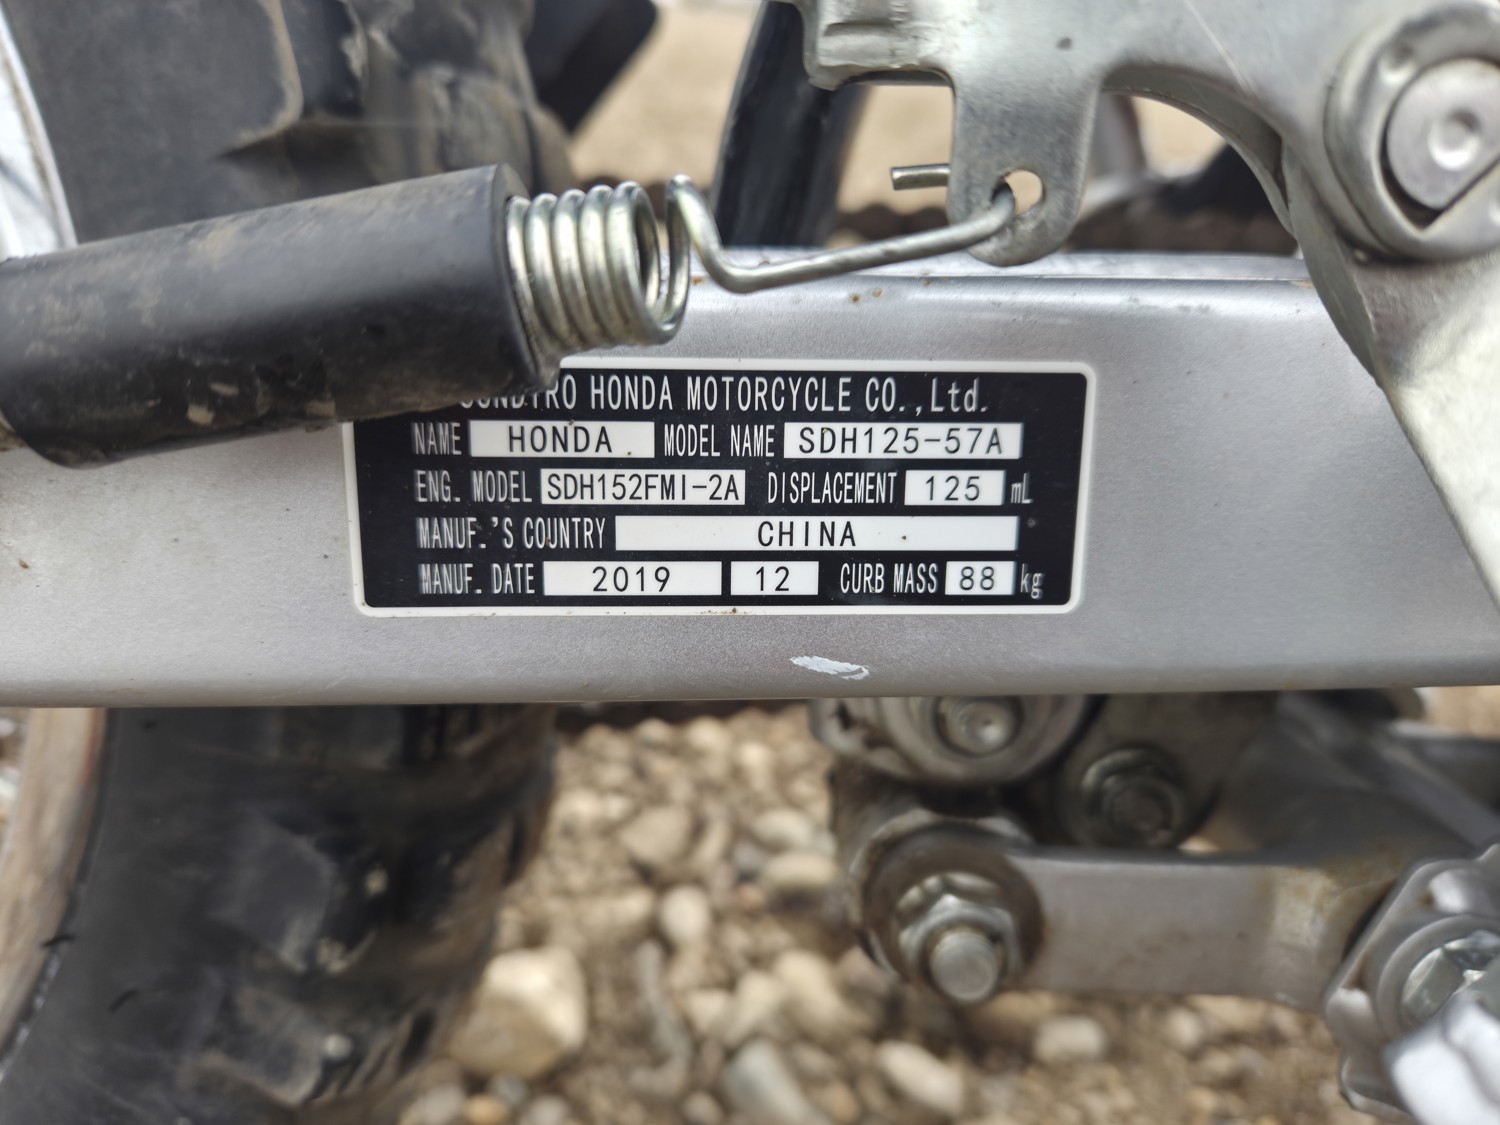 HONDA MOTORCYCLE CO.,Ltd.
NAME HONDA MODEL NAME SDH125-57A
ENG. MODEL SDH152FMI-2A DISPLACEMENT 125 mL
MANUF.'S COUNTRY CHINA
MANUF. DATE 2019 12 CURB MASS 88 kg